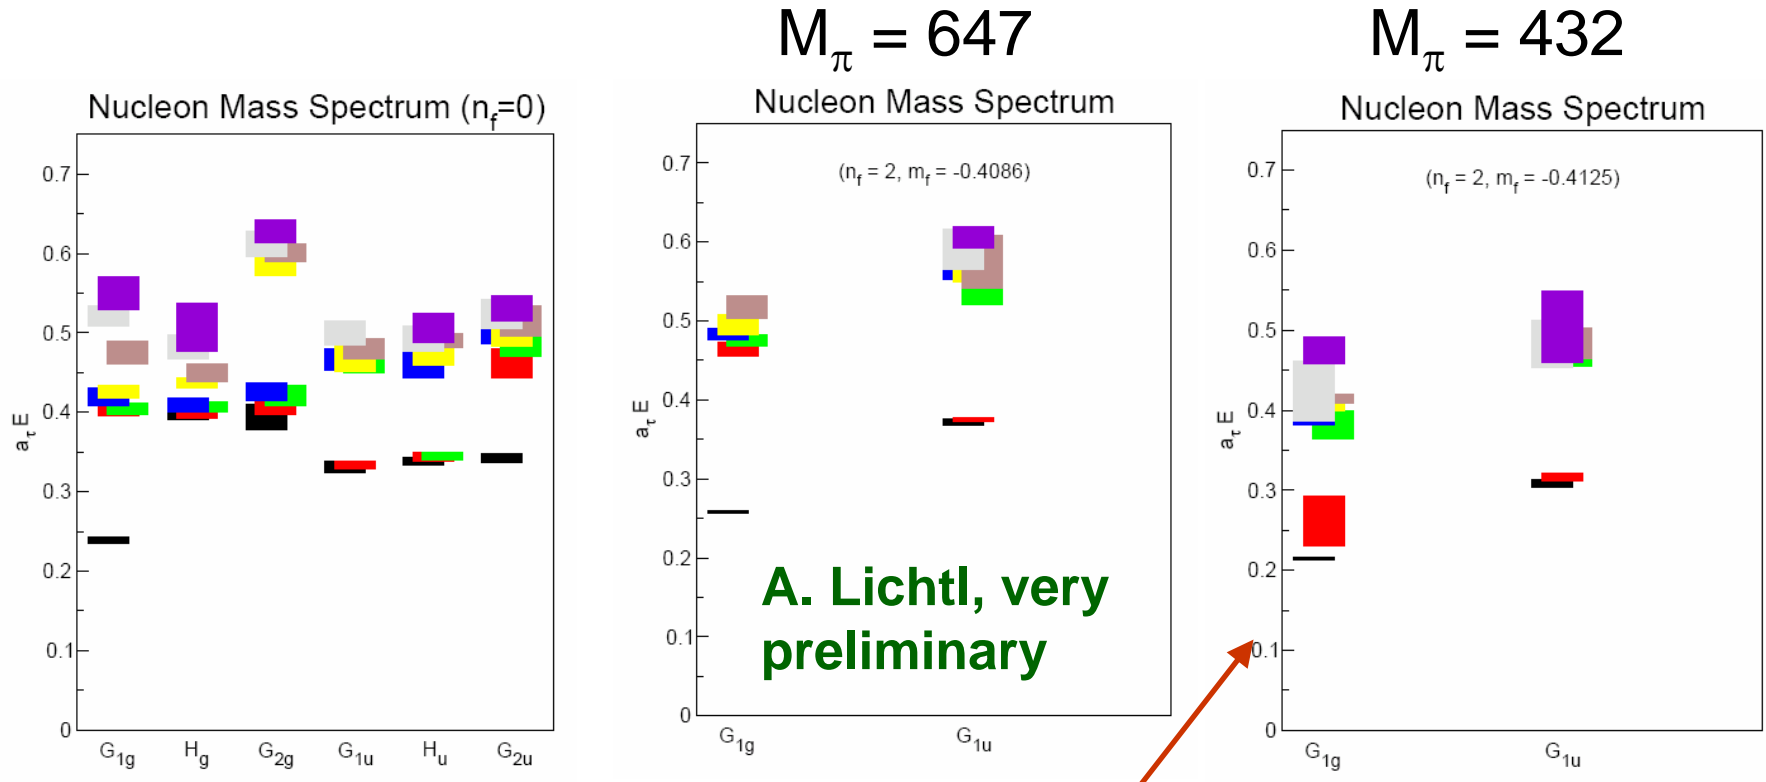 M_π = 647
M_π = 432
Nucleon Mass Spectrum (n_f=0)
0.7
0.6
0.5
0.4
0.3
0.2
0.1
0
a_τ E
G_1g H_g G_2g G_1u H_u G_2u
Nucleon Mass Spectrum
(n_f = 2, m_f = -0.4086)
0.7
0.6
0.5
0.4
0.3
0.2
0.1
0
a_τ E
A. Lichtl, very
preliminary
G_1g G_1u
Nucleon Mass Spectrum
(n_f = 2, m_f = -0.4125)
0.7
0.6
0.5
0.4
0.3
0.2
0.1
0
a_τ E
G_1g G_1u